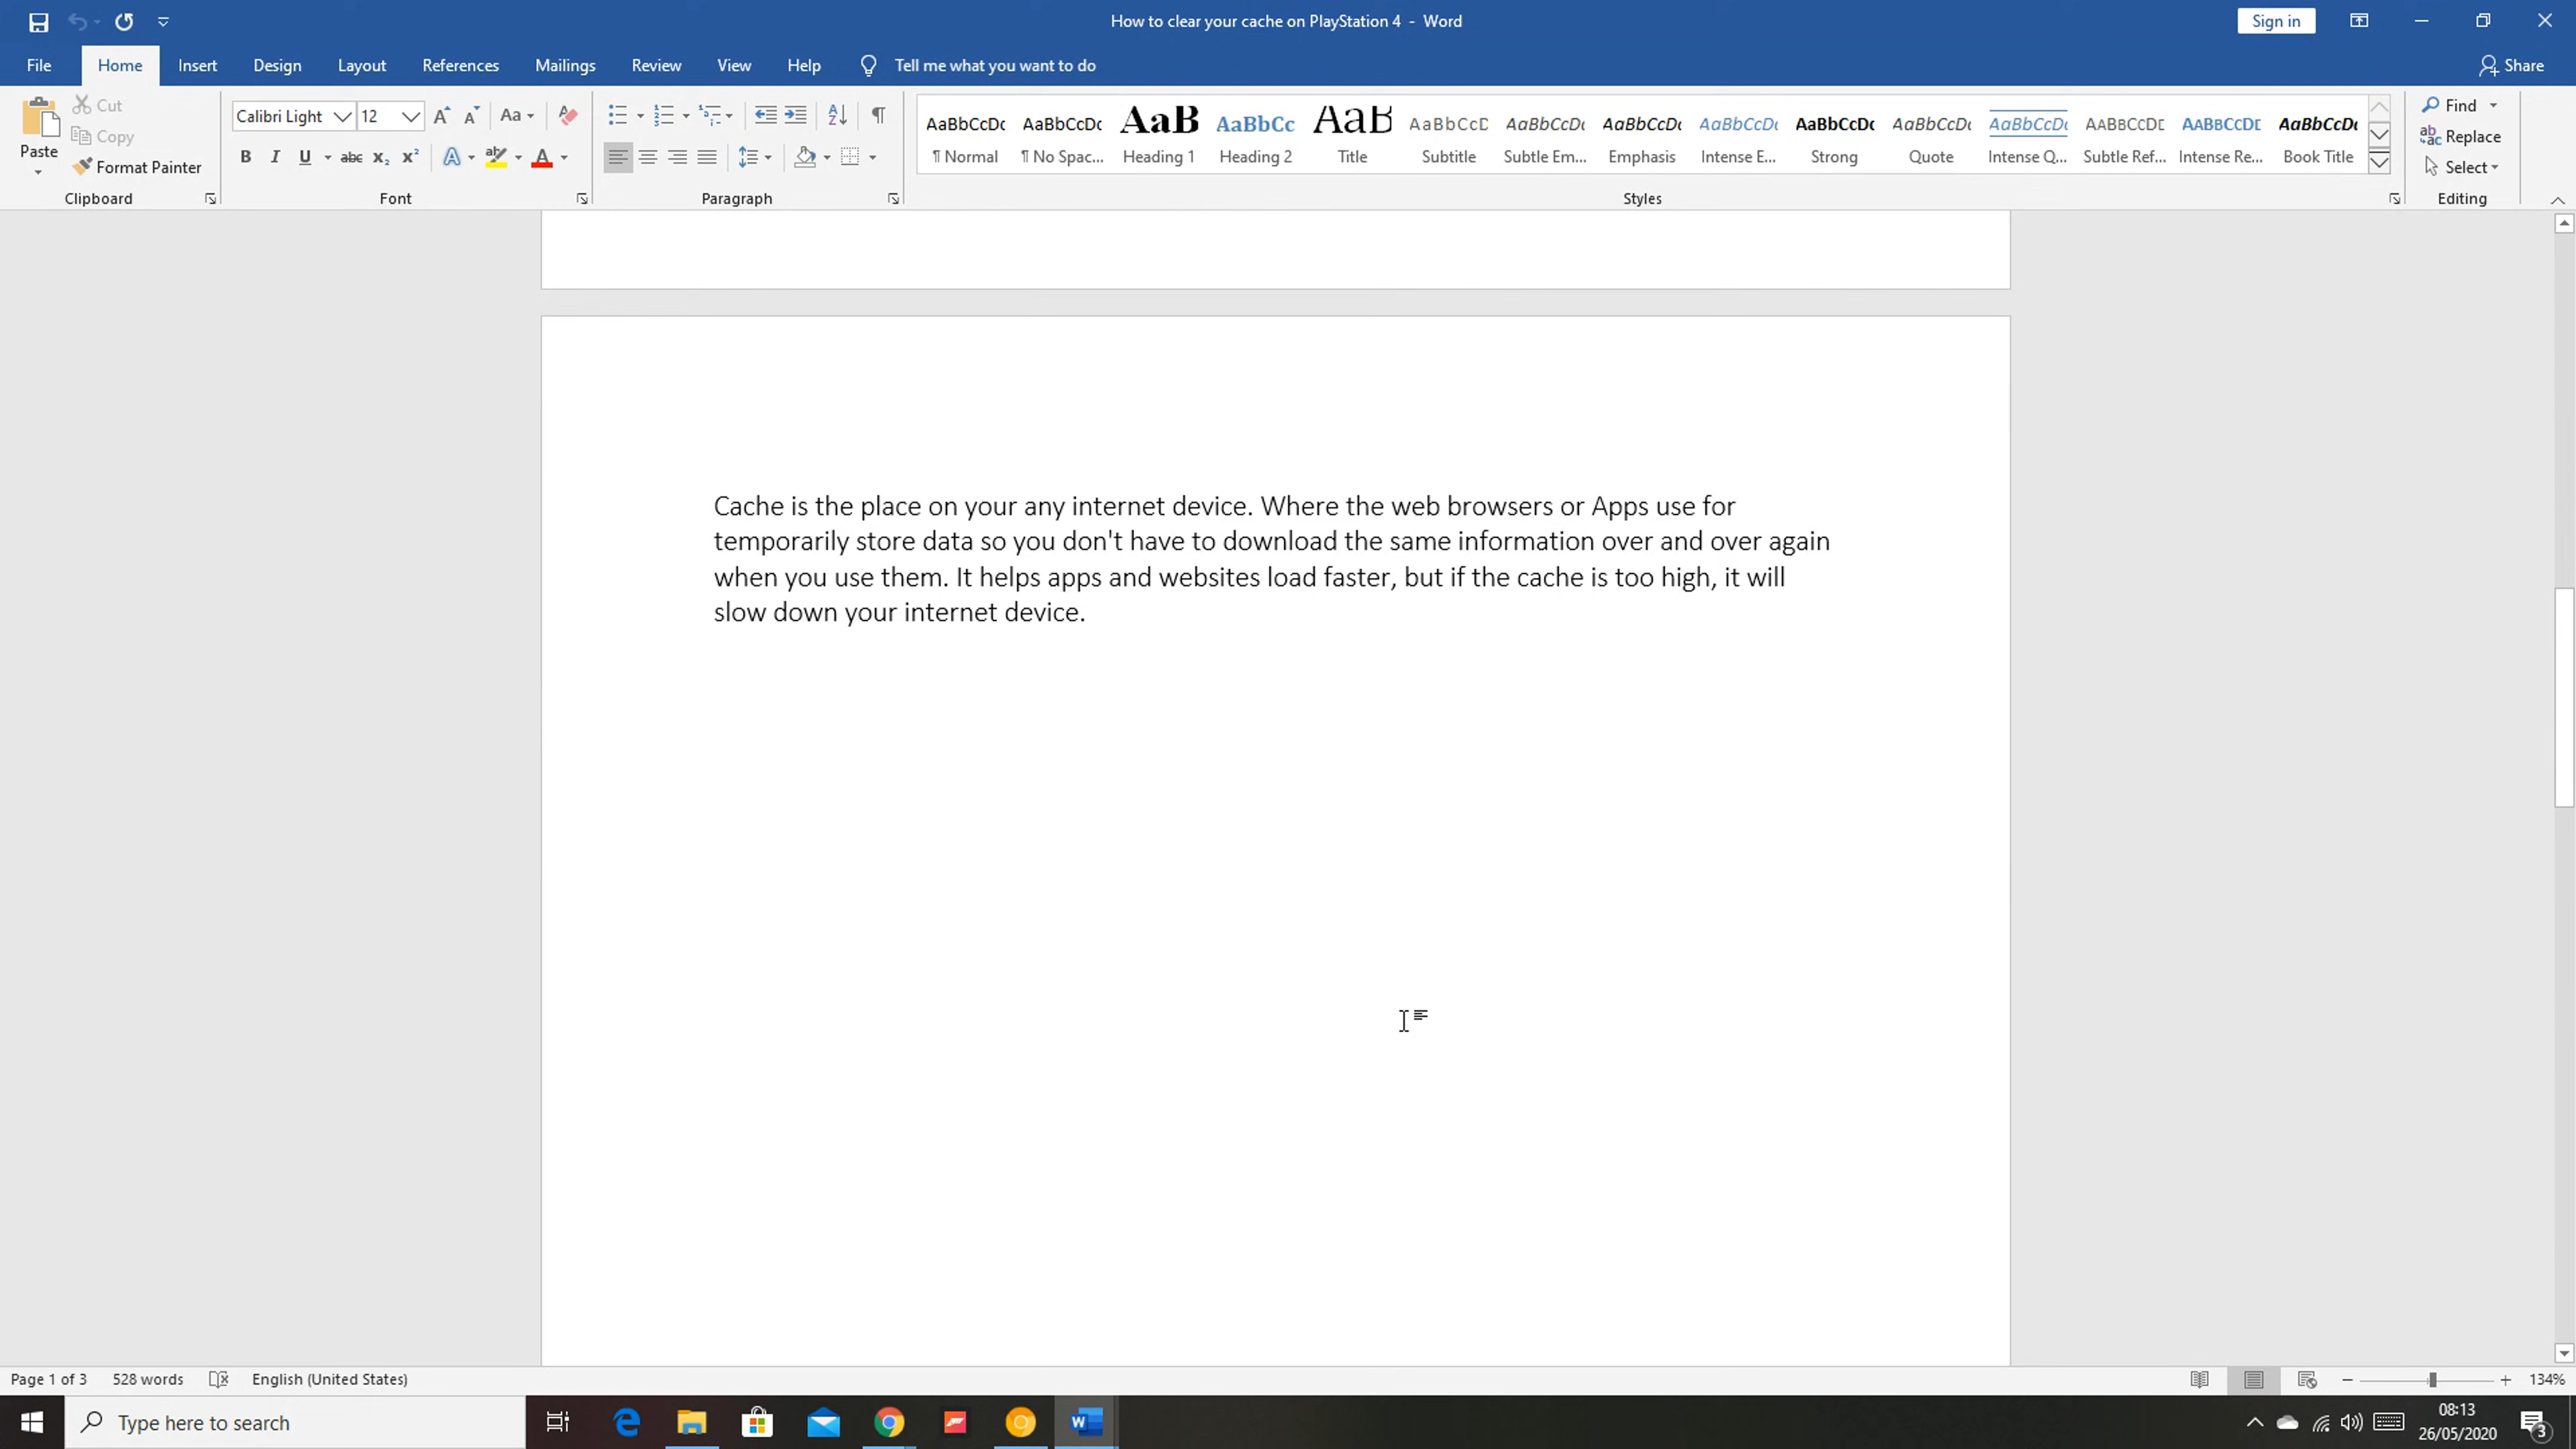 How to clear your cache on PlayStation 4 - Word
Sign in
File Home Insert Design Layout References Mailings Review View Help Tell me what you want to do Share
Paste
Cut
Copy
Format Painter
Clipboard
Calibri Light 12
Font
Paragraph
AaBbCcDc AaBbCcDc AaB AaBbCc AaB AaBbCcD AaBbCcDc AaBbCcDc AaBbCcDc AaBbCcDc AaBbCcDc AaBbCcDc AABBCCDE AABBCCDE AaBbCcDc
¶ Normal ¶ No Spac... Heading 1 Heading 2 Title Subtitle Subtle Em... Emphasis Intense E... Strong Quote Intense Q... Subtle Ref... Intense Re... Book Title
Styles
Find
Replace
Select
Editing
Cache is the place on your any internet device. Where the web browsers or Apps use for
temporarily store data so you don't have to download the same information over and over again
when you use them. It helps apps and websites load faster, but if the cache is too high, it will
slow down your internet device.
Page 1 of 3 528 words English (United States) 134%
Type here to search
08:13
26/05/2020
3